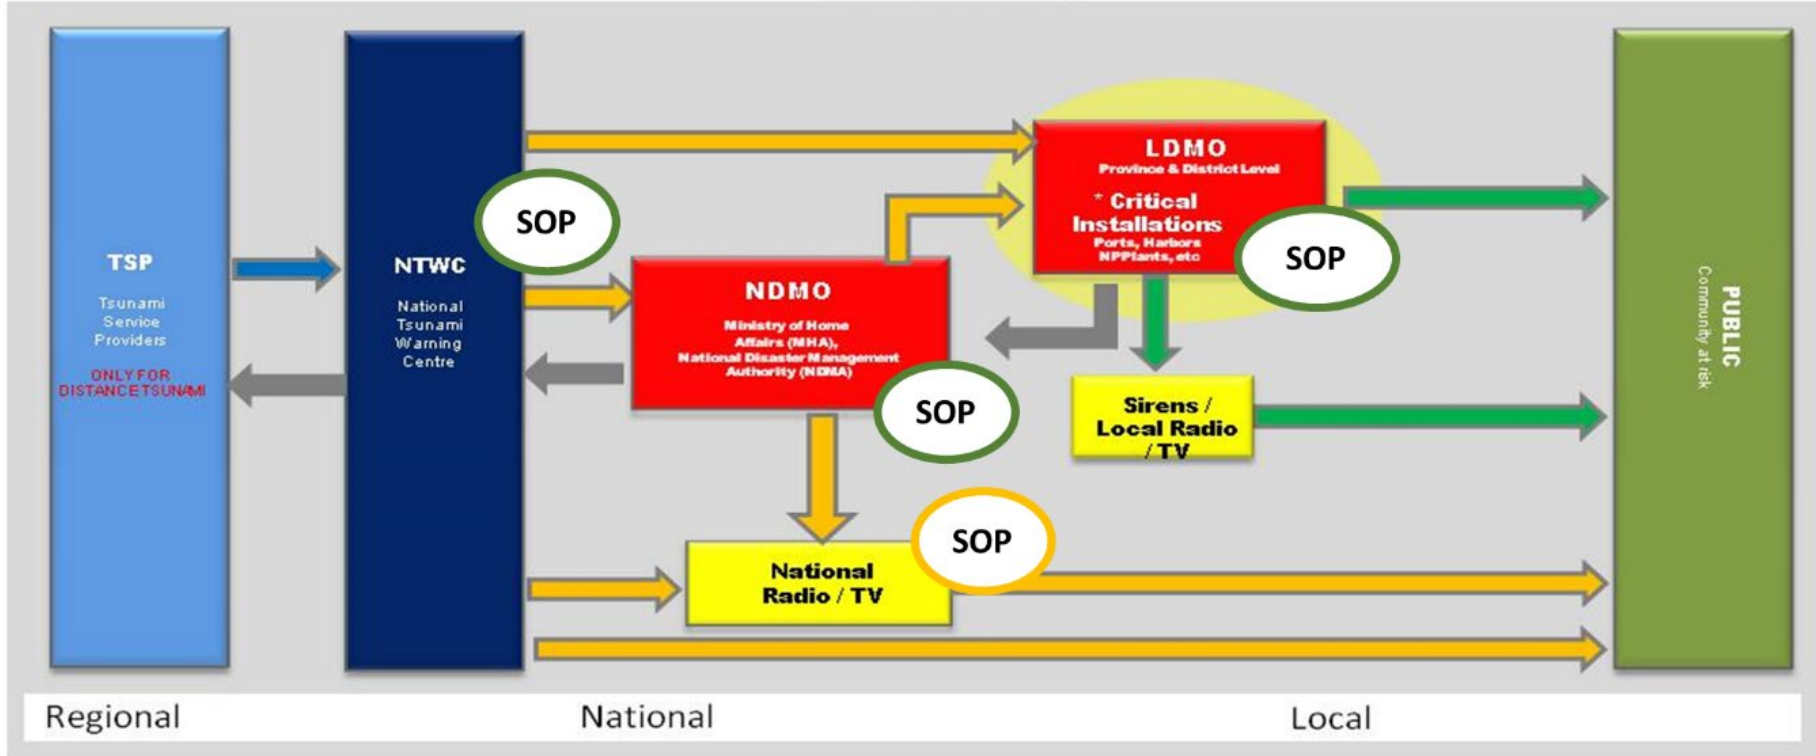 TSP
Tsunami
Service
Providers
ONLY FOR
DISTANCE TSUNAMI
NTWC
National
Tsunami
Warning
Centre
SOP
NDMO
Ministry of Home
Affairs (MHA),
National Disaster Management
Authority (NDMA)
SOP
LDMO
Province & District Level
* Critical
Installations
Ports, Harbors
NPPlants, etc
SOP
Sirens /
Local Radio
/ TV
National
Radio / TV
SOP
PUBLIC
Community at risk
Regional
National
Local